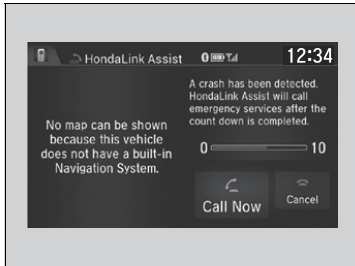 HondaLink Assist
12:34
A crash has been detected.
HondaLink Assist will call
emergency services after the
count down is completed.
No map can be shown
because this vehicle
does not have a built-in
Navigation System.
0
10
Call Now
Cancel